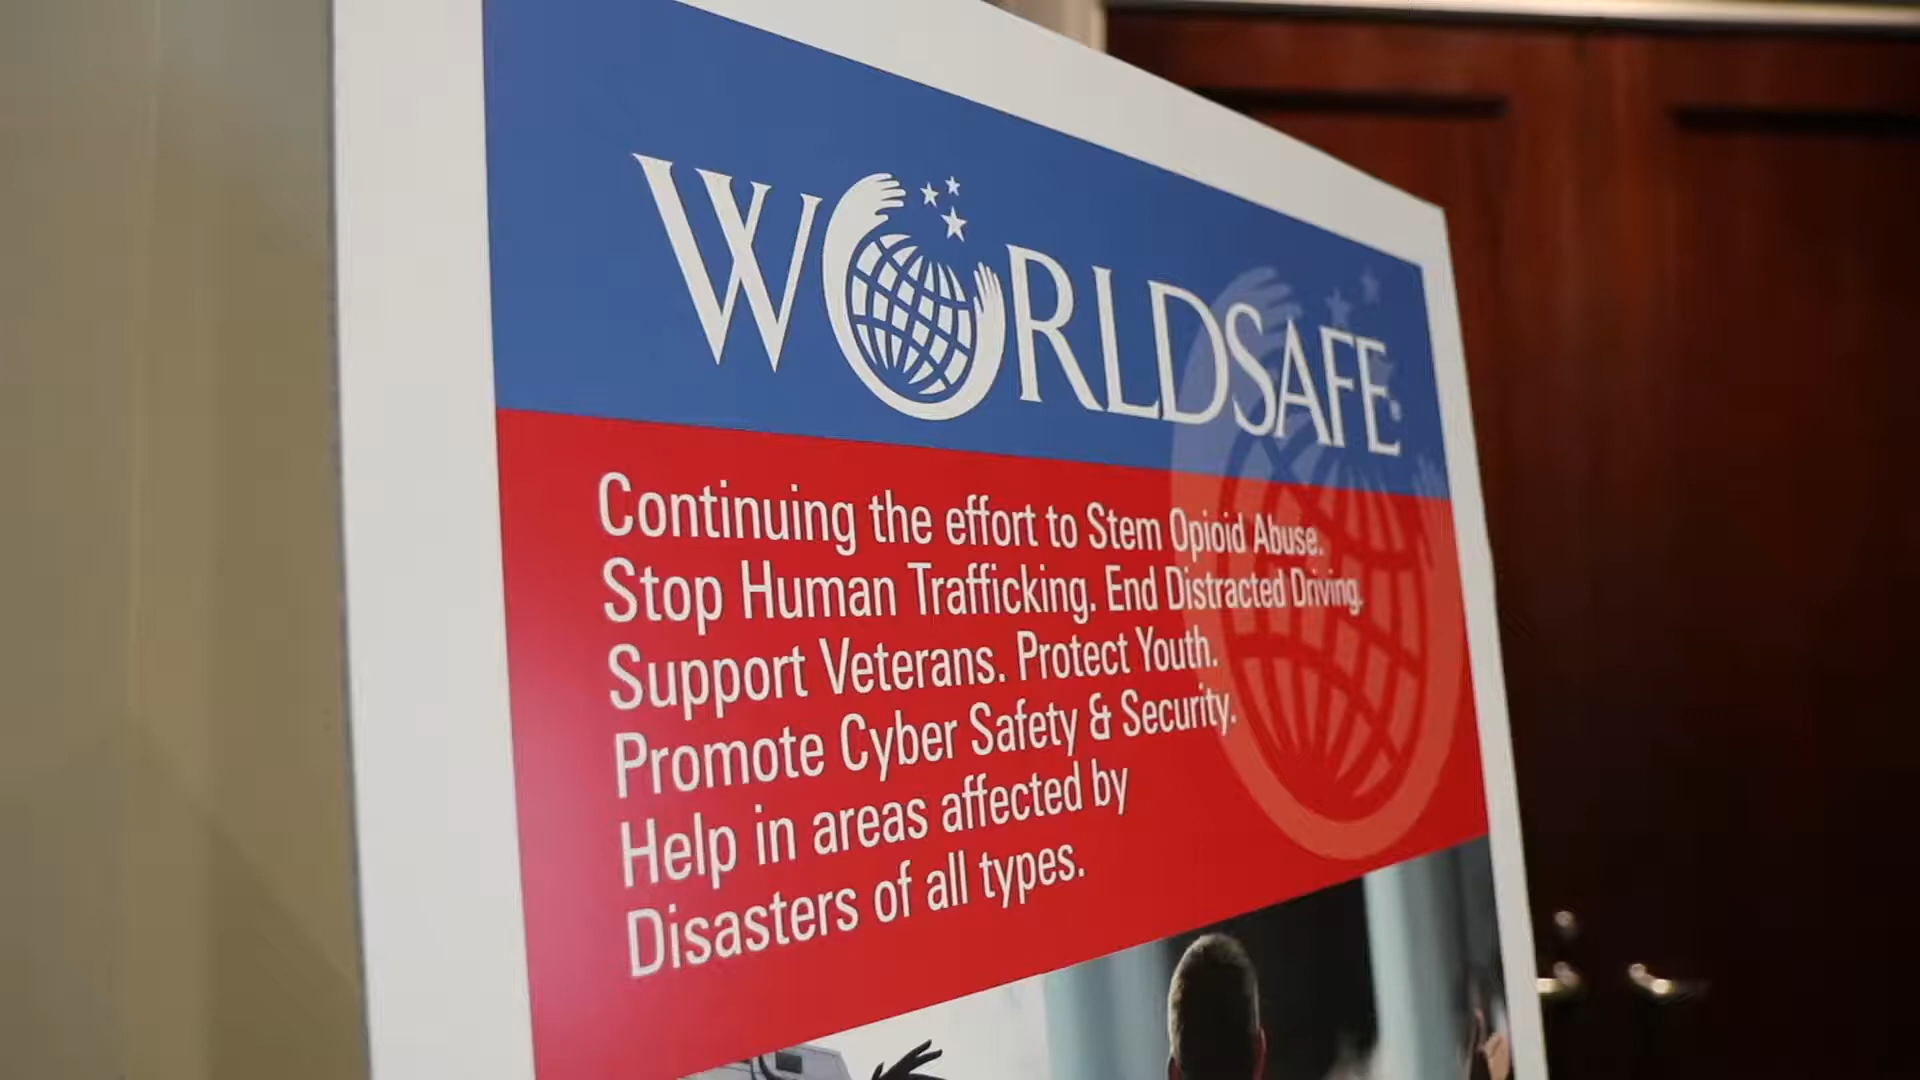 WORLDSAFE
Continuing the effort to Stem Opioid Abuse.
Stop Human Trafficking. End Distracted Driving.
Support Veterans. Protect Youth.
Promote Cyber Safety & Security.
Help in areas affected by
Disasters of all types.